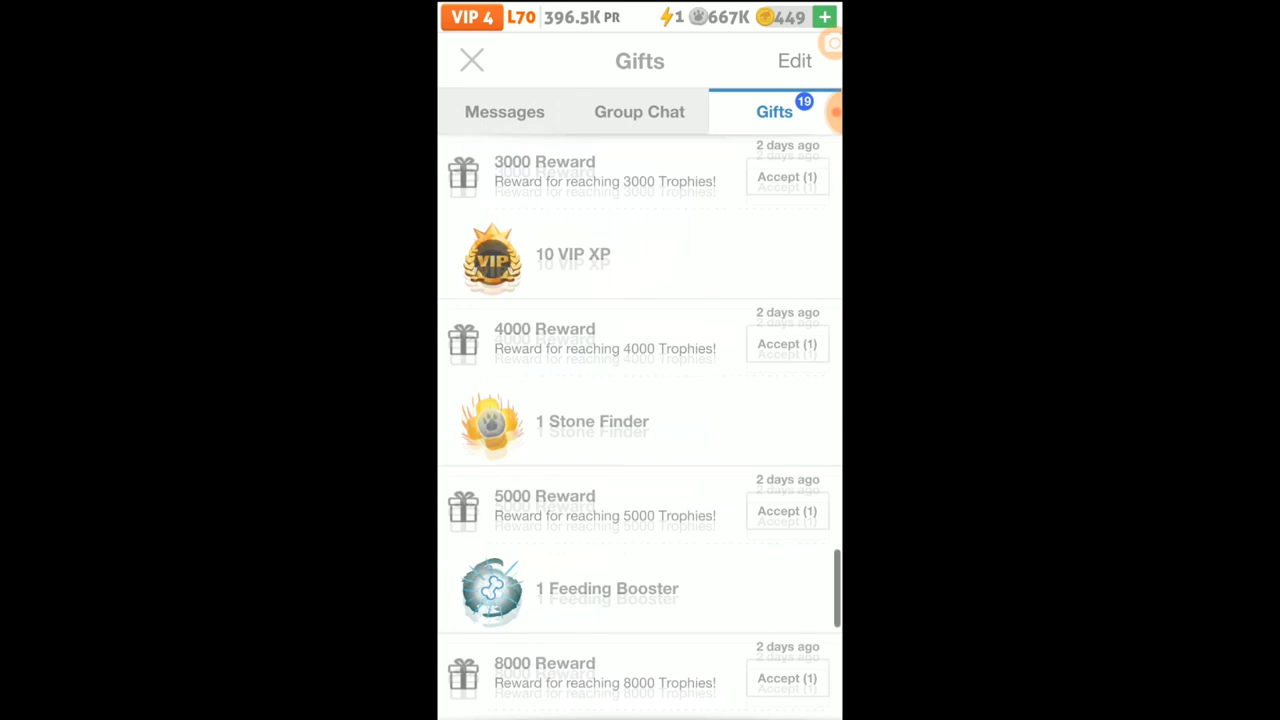 VIP 4 L70 396.5K PR 1 667K 449 +
Gifts Edit
Messages Group Chat Gifts 19
2 days ago
3000 Reward
Reward for reaching 3000 Trophies!
Accept (1)
VIP
10 VIP XP
2 days ago
4000 Reward
Reward for reaching 4000 Trophies!
Accept (1)
1 Stone Finder
2 days ago
5000 Reward
Reward for reaching 5000 Trophies!
Accept (1)
1 Feeding Booster
2 days ago
8000 Reward
Reward for reaching 8000 Trophies!
Accept (1)